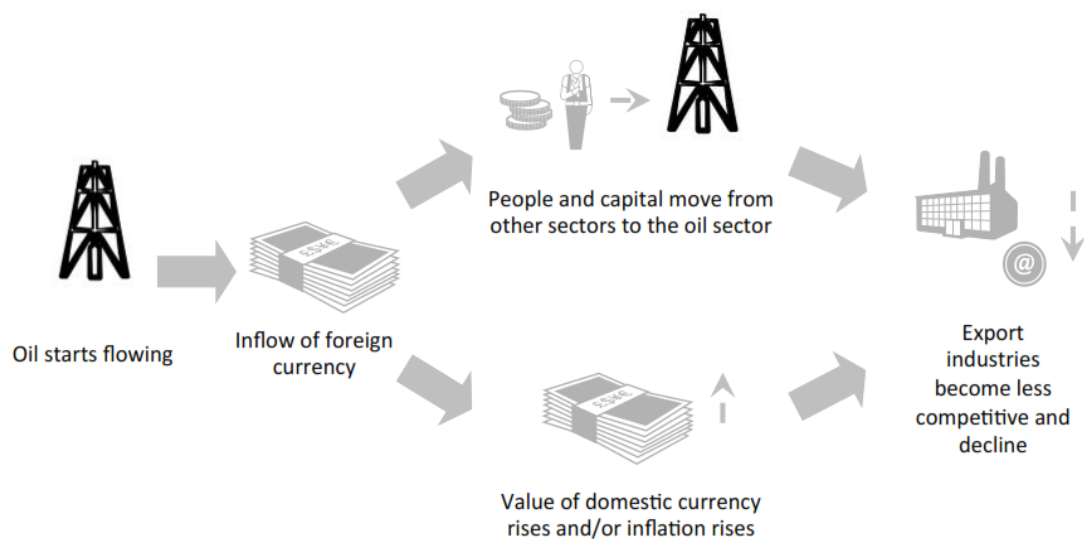 Oil starts flowing
£$¥€
Inflow of foreign
currency
People and capital move from
other sectors to the oil sector
£$¥€
Value of domestic currency
rises and/or inflation rises
@
Export
industries
become less
competitive and
decline